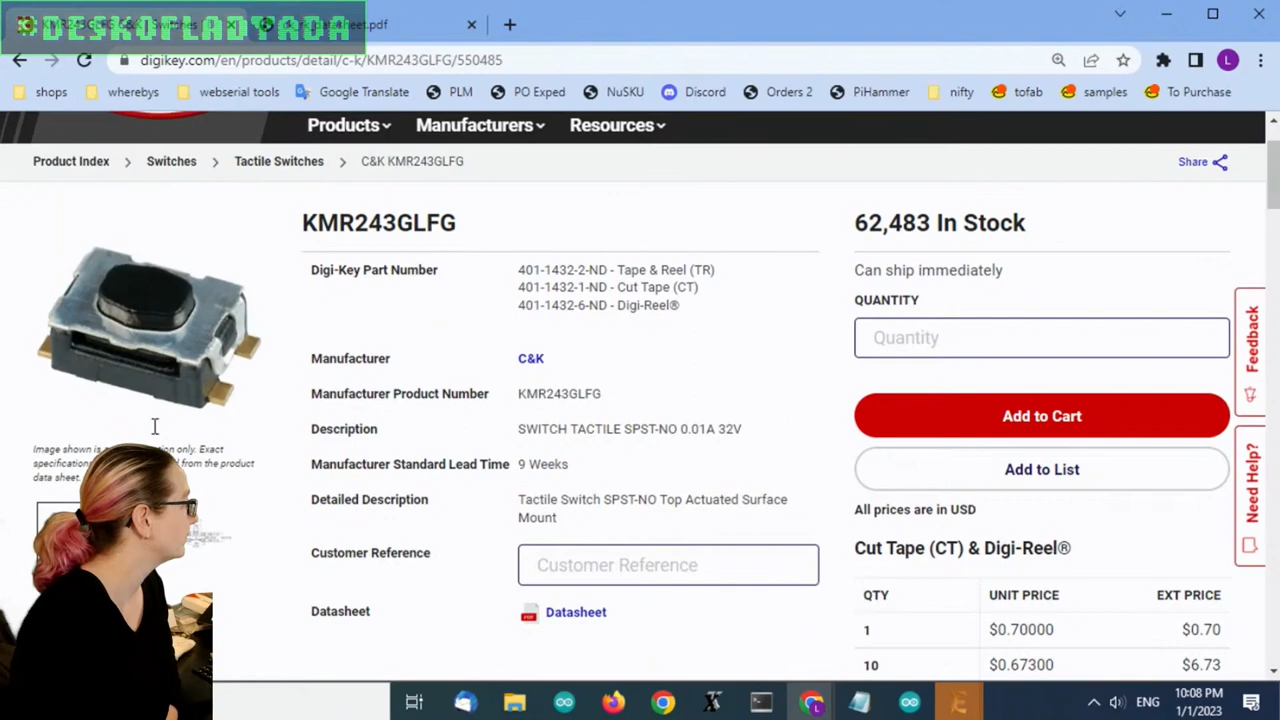 #DESKOFLADYADA
digikey.com/en/products/detail/c-k/KMR243GLFG/550485
L
shops
whereby
webserial tools
Google Translate
PLM
PO Exped
NuSKU
Discord
Orders 2
PiHammer
nifty
tofab
samples
To Purchase
Products
Manufacturers
Resources
Product Index > Switches > Tactile Switches > C&K KMR243GLFG
Share
KMR243GLFG
Digi-Key Part Number
401-1432-2-ND - Tape & Reel (TR)
401-1432-1-ND - Cut Tape (CT)
401-1432-6-ND - Digi-Reel®
Manufacturer
C&K
Manufacturer Product Number
KMR243GLFG
Description
SWITCH TACTILE SPST-NO 0.01A 32V
Manufacturer Standard Lead Time
9 Weeks
Detailed Description
Tactile Switch SPST-NO Top Actuated Surface
Mount
Customer Reference
Customer Reference
Datasheet
Datasheet
Image shown is a
on only. Exact
from the product
data sheet.
62,483 In Stock
Can ship immediately
QUANTITY
Quantity
Add to Cart
Add to List
All prices are in USD
Cut Tape (CT) & Digi-Reel®
QTY UNIT PRICE EXT PRICE
1 $0.70000 $0.70
10 $0.67300 $6.73
Feedback
Need Help?
ENG
10:08 PM
1/1/2023